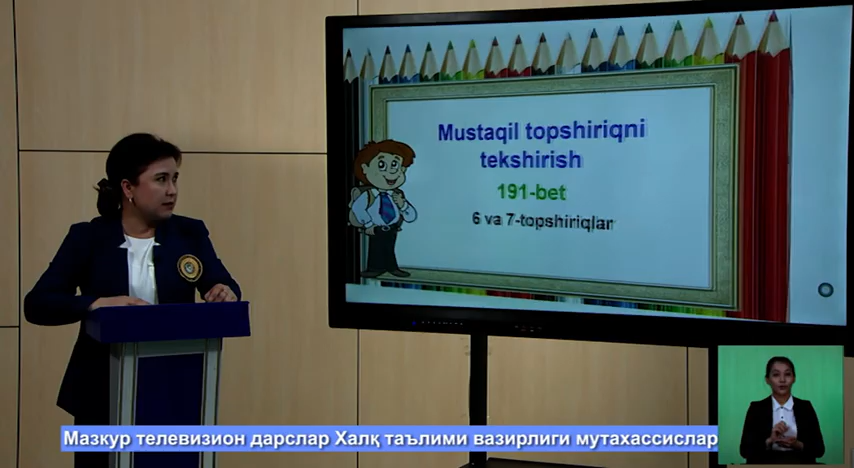 Mustaqil topshiriqni
tekshirish
191-bet
6 va 7-topshiriqlar
Мазкур телевизион дарслар Халқ таълими вазирлиги мутахассислар